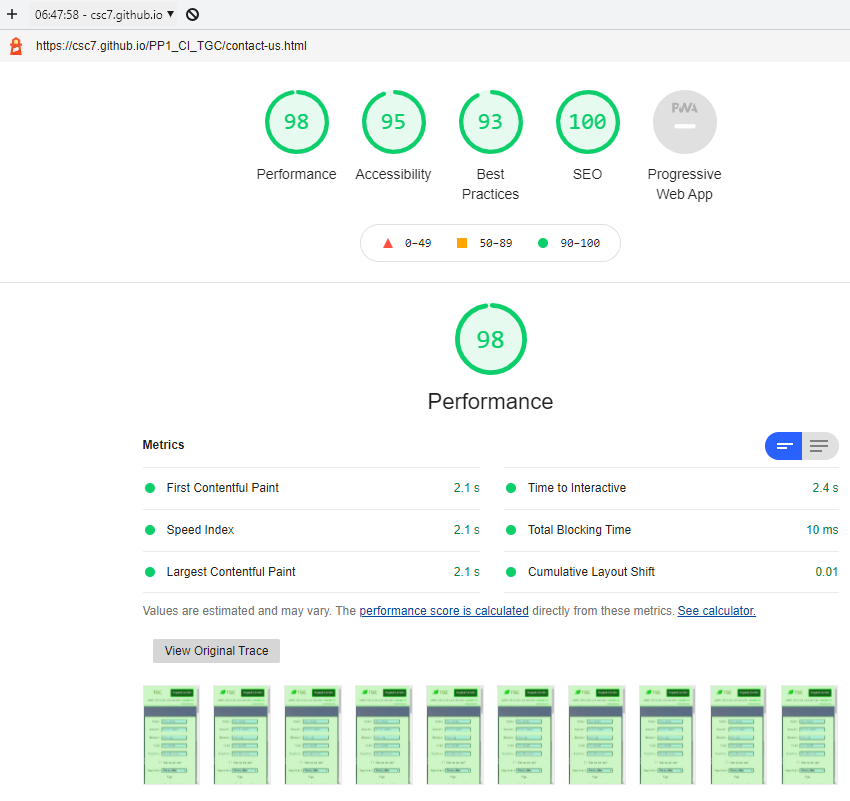 + 06:47:58 - csc7.github.io ▼
https://csc7.github.io/PP1_CI_TGC/contact-us.html
98 95 93 100 PWA
Performance Accessibility Best Practices SEO Progressive Web App
0–49 50–89 90–100
98
Performance
Metrics
First Contentful Paint 2.1 s Time to Interactive 2.4 s
Speed Index 2.1 s Total Blocking Time 10 ms
Largest Contentful Paint 2.1 s Cumulative Layout Shift 0.01
Values are estimated and may vary. The performance score is calculated directly from these metrics. See calculator.
View Original Trace